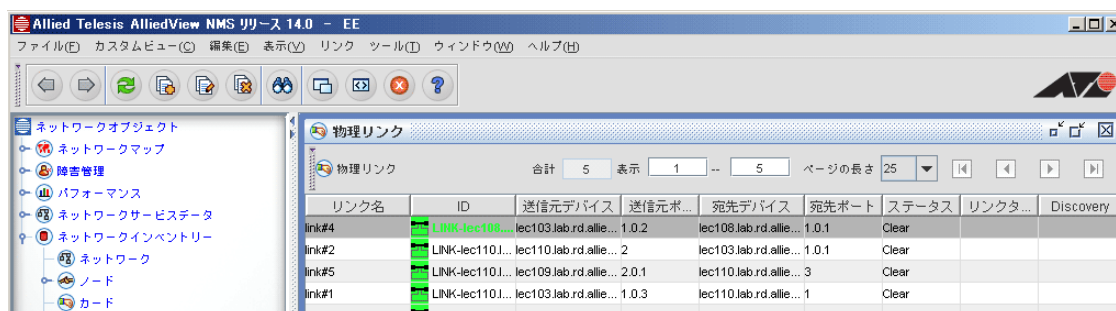 Allied Telesis AlliedView NMS リリース 14.0 - EE
ファイル(F) カスタムビュー(C) 編集(E) 表示(V) リンク ツール(T) ウィンドウ(W) ヘルプ(H)
ネットワークオブジェクト
ネットワークマップ
障害管理
パフォーマンス
ネットワークサービスデータ
ネットワークインベントリー
ネットワーク
ノード
カード
物理リンク
物理リンク 合計 5 表示 1 -- 5 ページの長さ 25
リンク名 ID 送信元デバイス 送信元ポ... 宛先デバイス 宛先ポート ステータス リンクタ... Discovery
link#4 LINK-lec108.... lec103.lab.rd.allie... 1.0.2 lec108.lab.rd.allie... 1.0.1 Clear
link#2 LINK-lec110.l... lec110.lab.rd.allie... 2 lec103.lab.rd.allie... 1.0.1 Clear
link#5 LINK-lec110.l... lec109.lab.rd.allie... 2.0.1 lec110.lab.rd.allie... 3 Clear
link#1 LINK-lec110.l... lec103.lab.rd.allie... 1.0.3 lec110.lab.rd.allie... 1 Clear